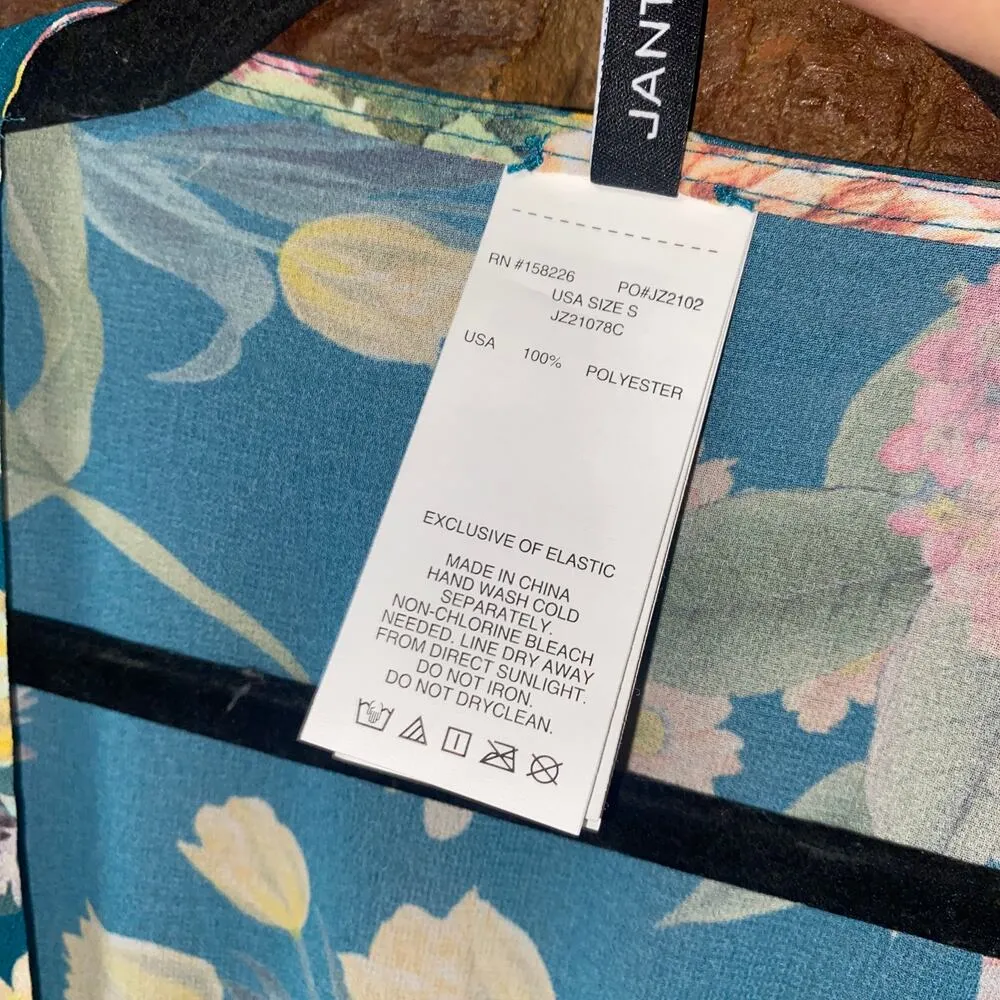 JANT
RN #158226 PO#JZ2102
USA SIZE S
JZ21078C
USA 100% POLYESTER
EXCLUSIVE OF ELASTIC
MADE IN CHINA
HAND WASH COLD
SEPARATELY.
NON-CHLORINE BLEACH
NEEDED. LINE DRY AWAY
FROM DIRECT SUNLIGHT.
DO NOT IRON.
DO NOT DRYCLEAN.